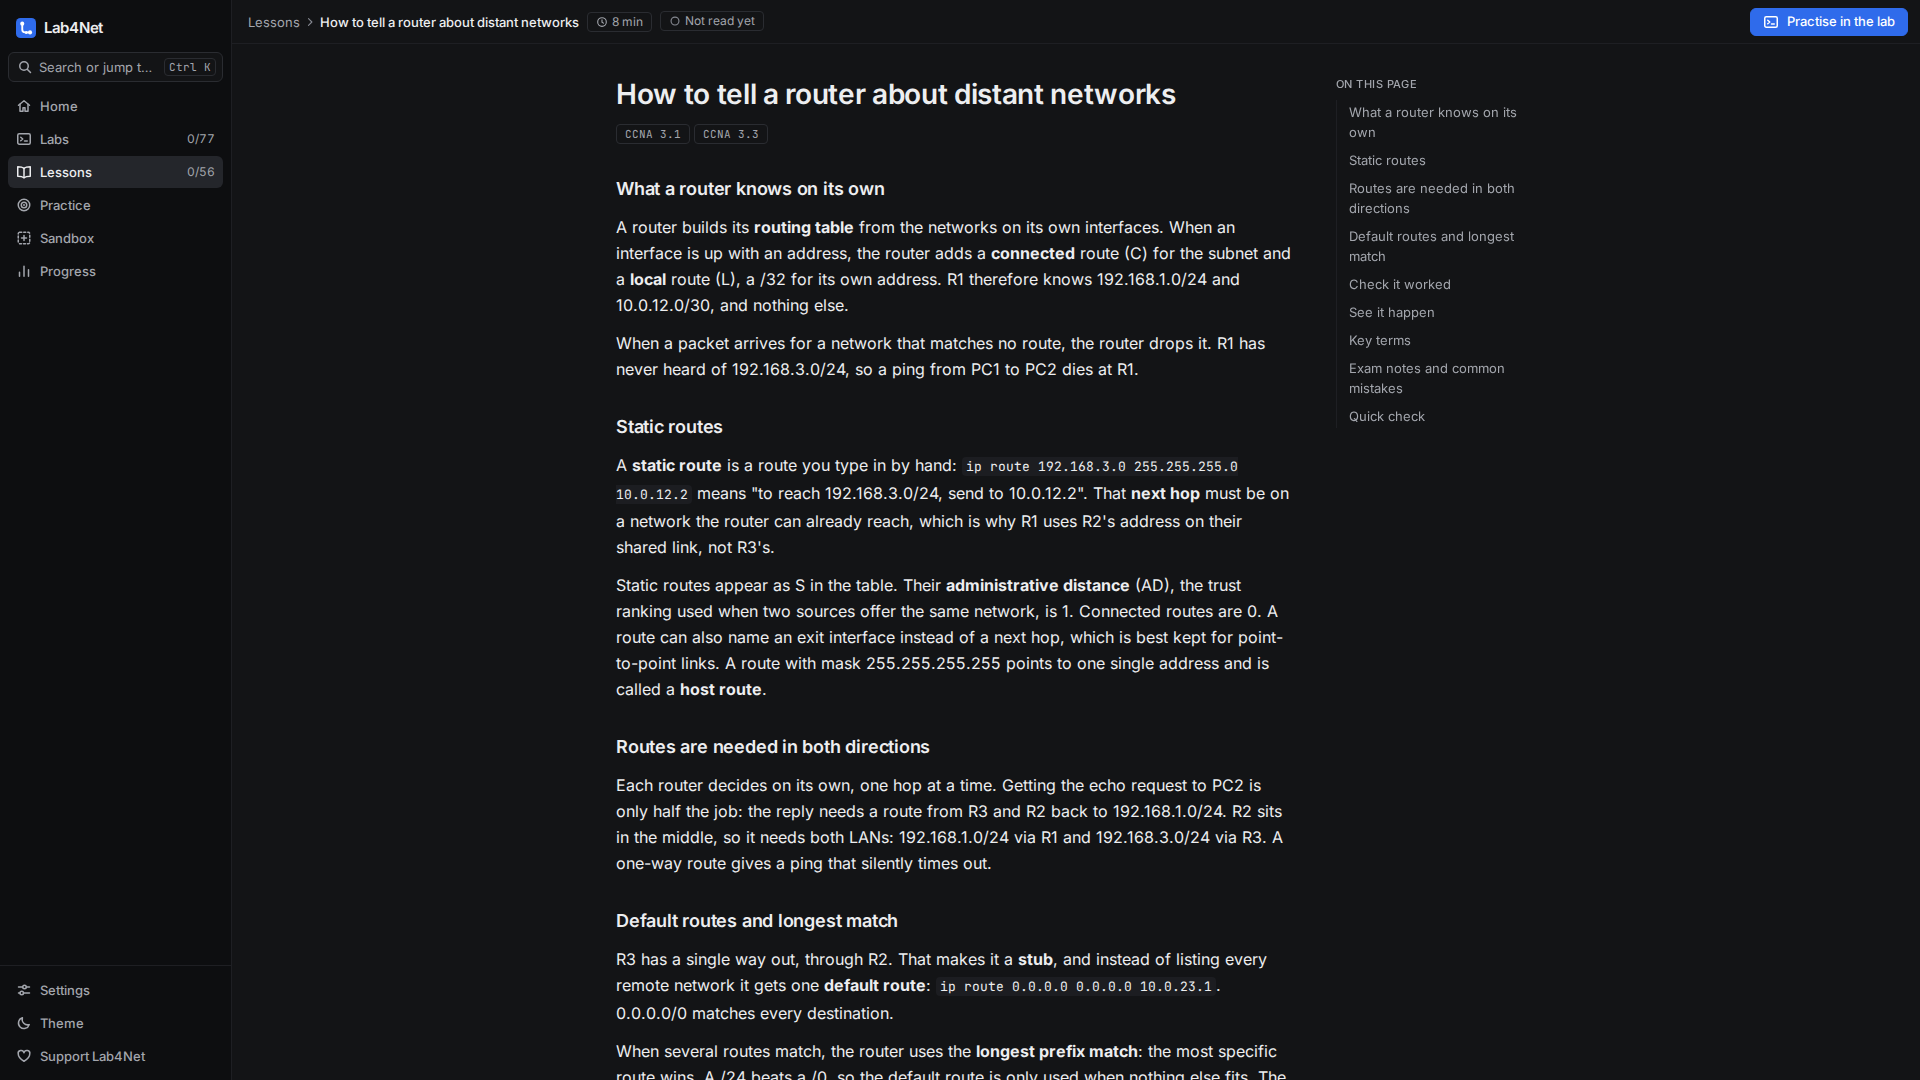 Lab4Net
Search or jump t... Ctrl K
Home
Labs 0/77
Lessons 0/56
Practice
Sandbox
Progress
Settings
Theme
Support Lab4Net
Lessons > How to tell a router about distant networks 8 min Not read yet
Practise in the lab
How to tell a router about distant networks
CCNA 3.1 CCNA 3.3
What a router knows on its own
A router builds its routing table from the networks on its own interfaces. When an
interface is up with an address, the router adds a connected route (C) for the subnet and
a local route (L), a /32 for its own address. R1 therefore knows 192.168.1.0/24 and
10.0.12.0/30, and nothing else.
When a packet arrives for a network that matches no route, the router drops it. R1 has
never heard of 192.168.3.0/24, so a ping from PC1 to PC2 dies at R1.
Static routes
A static route is a route you type in by hand: ip route 192.168.3.0 255.255.255.0
10.0.12.2 means "to reach 192.168.3.0/24, send to 10.0.12.2". That next hop must be on
a network the router can already reach, which is why R1 uses R2's address on their
shared link, not R3's.
Static routes appear as S in the table. Their administrative distance (AD), the trust
ranking used when two sources offer the same network, is 1. Connected routes are 0. A
route can also name an exit interface instead of a next hop, which is best kept for point-
to-point links. A route with mask 255.255.255.255 points to one single address and is
called a host route.
Routes are needed in both directions
Each router decides on its own, one hop at a time. Getting the echo request to PC2 is
only half the job: the reply needs a route from R3 and R2 back to 192.168.1.0/24. R2 sits
in the middle, so it needs both LANs: 192.168.1.0/24 via R1 and 192.168.3.0/24 via R3. A
one-way route gives a ping that silently times out.
Default routes and longest match
R3 has a single way out, through R2. That makes it a stub, and instead of listing every
remote network it gets one default route: ip route 0.0.0.0 0.0.0.0 10.0.23.1.
0.0.0.0/0 matches every destination.
When several routes match, the router uses the longest prefix match: the most specific
route wins. A /24 beats a /0, so the default route is only used when nothing else fits. The
ON THIS PAGE
What a router knows on its
own
Static routes
Routes are needed in both
directions
Default routes and longest
match
Check it worked
See it happen
Key terms
Exam notes and common
mistakes
Quick check